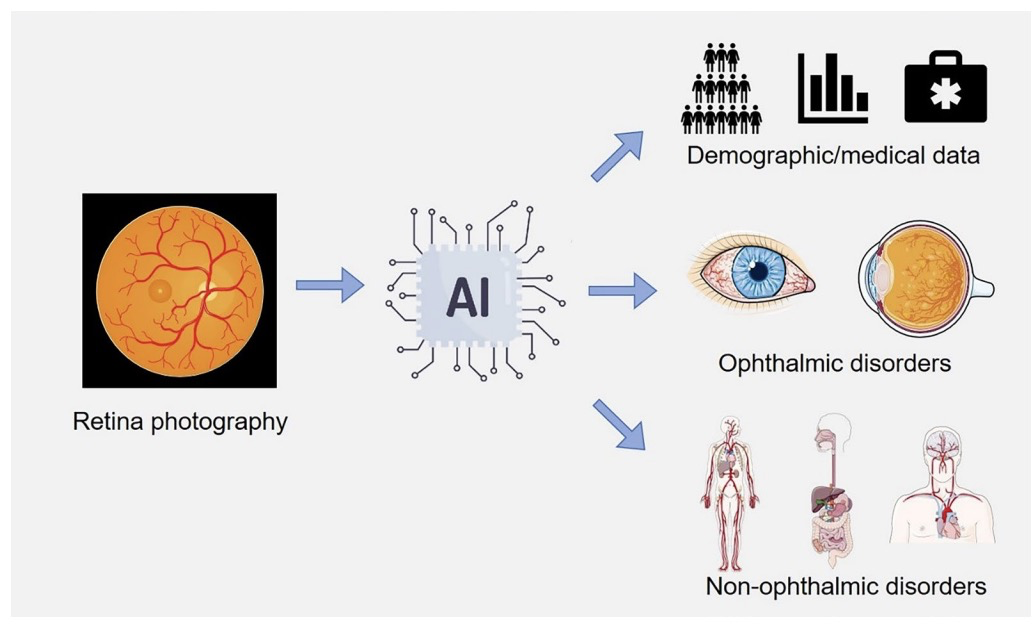 Retina photography
AI
Demographic/medical data
Ophthalmic disorders
Non-ophthalmic disorders